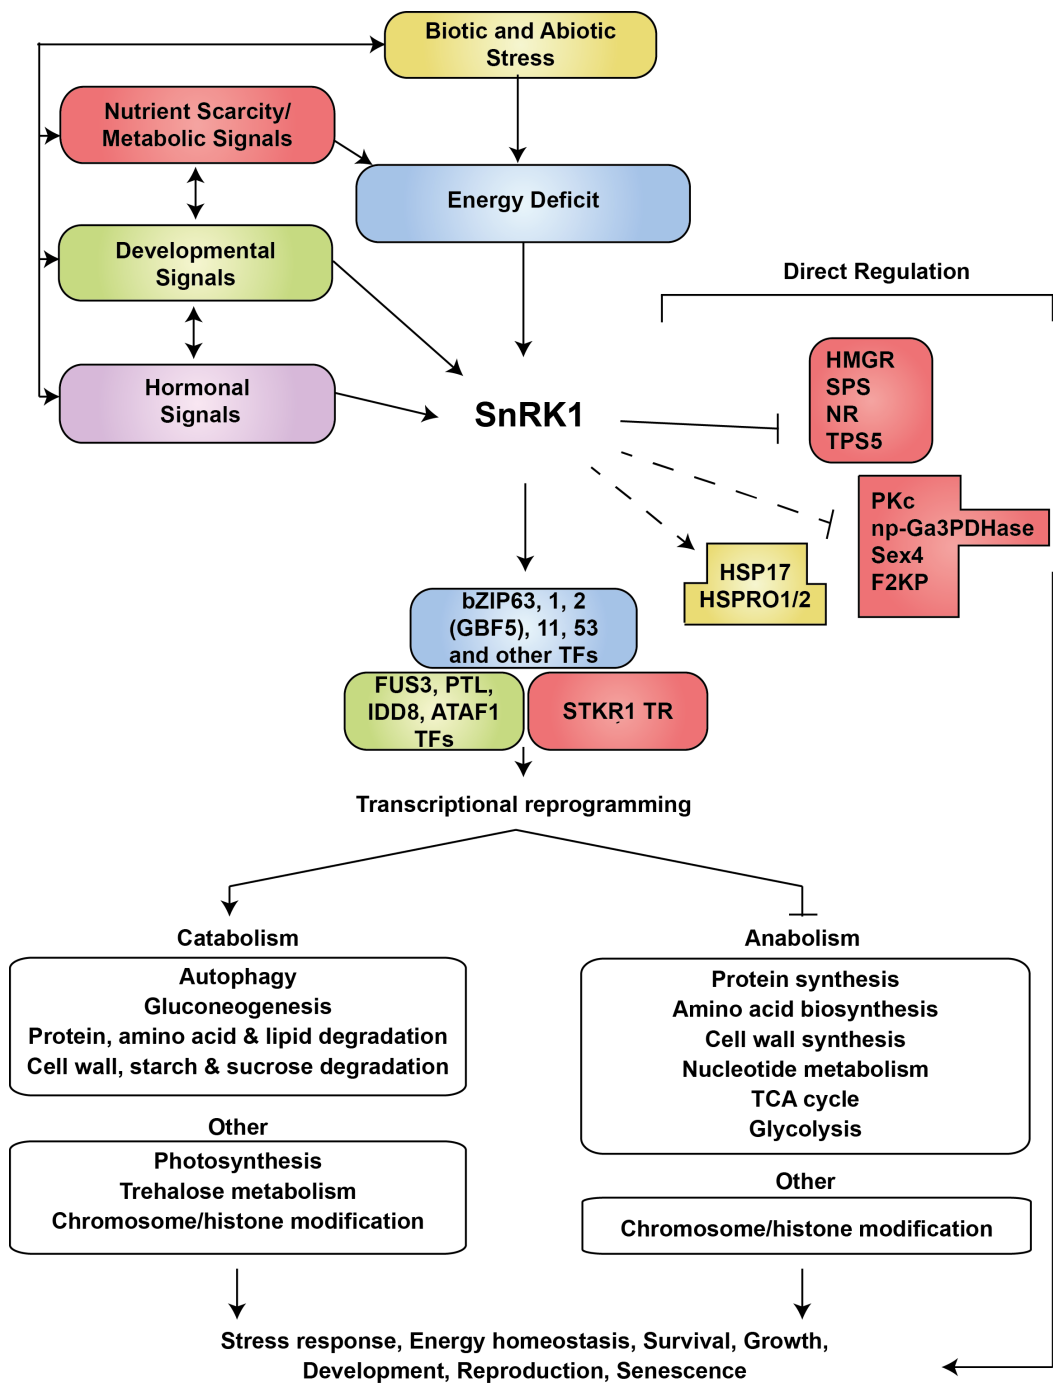 Biotic and Abiotic
Stress
Nutrient Scarcity/
Metabolic Signals
Energy Deficit
Developmental
Signals
Hormonal
Signals
SnRK1
Direct Regulation
HMGR
SPS
NR
TPS5
PKc
np-Ga3PDHase
Sex4
F2KP
HSP17
HSPRO1/2
bZIP63, 1, 2
(GBF5), 11, 53
and other TFs
FUS3, PTL,
IDD8, ATAF1
TFs
STKR1 TR
Transcriptional reprogramming
Catabolism
Autophagy
Gluconeogenesis
Protein, amino acid & lipid degradation
Cell wall, starch & sucrose degradation
Other
Photosynthesis
Trehalose metabolism
Chromosome/histone modification
Anabolism
Protein synthesis
Amino acid biosynthesis
Cell wall synthesis
Nucleotide metabolism
TCA cycle
Glycolysis
Other
Chromosome/histone modification
Stress response, Energy homeostasis, Survival, Growth,
Development, Reproduction, Senescence